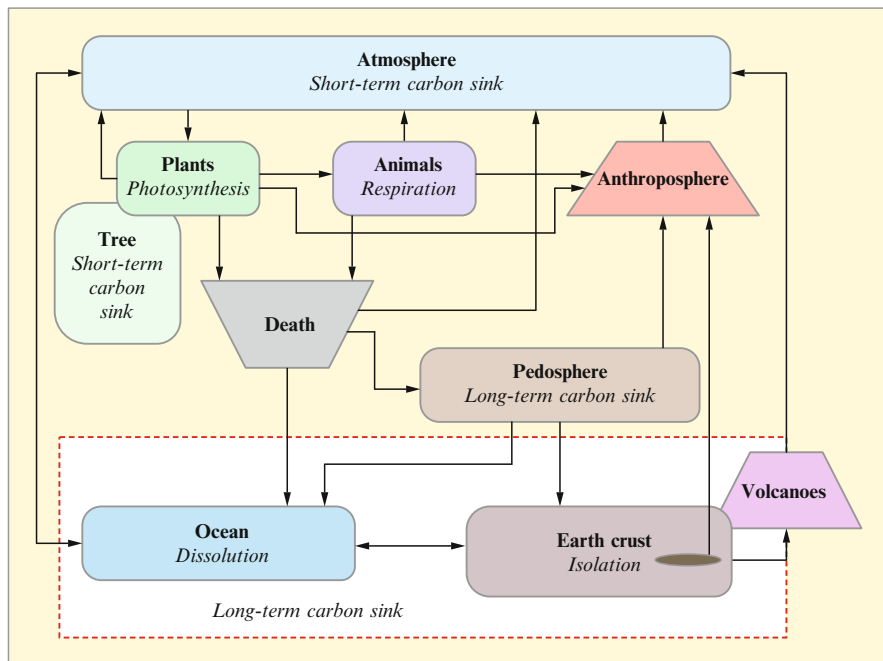 Atmosphere
Short-term carbon sink
Plants
Photosynthesis
Animals
Respiration
Anthroposphere
Tree
Short-term
carbon
sink
Death
Pedosphere
Long-term carbon sink
Volcanoes
Ocean
Dissolution
Earth crust
Isolation
Long-term carbon sink